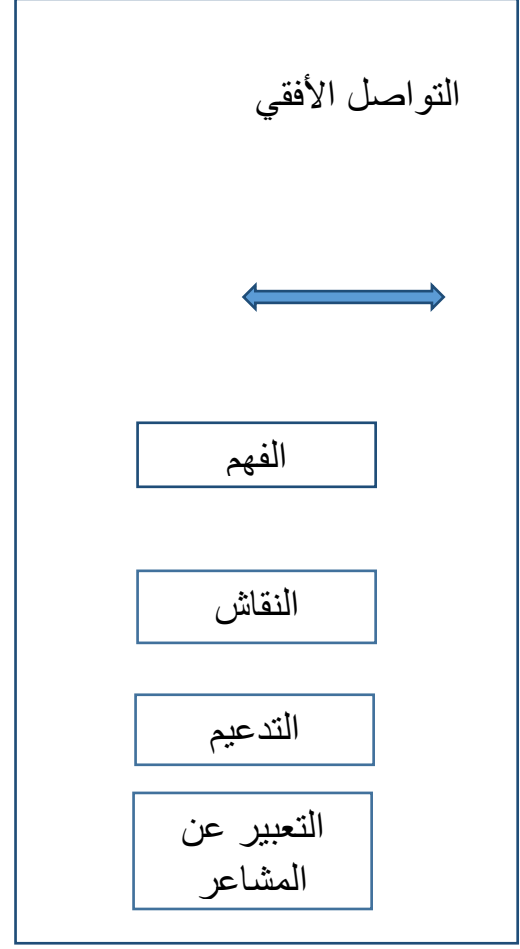 التواصل الأفقي
الفهم
النقاش
التدعيم
التعبير عن
المشاعر